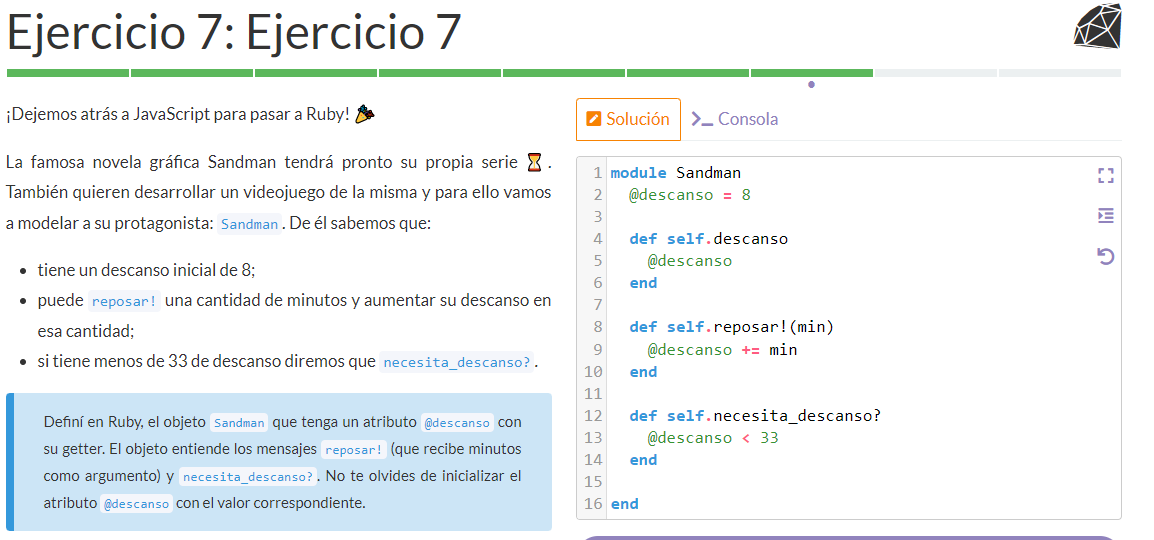 Ejercicio 7: Ejercicio 7
¡Dejemos atrás a JavaScript para pasar a Ruby! 🎉
La famosa novela gráfica Sandman tendrá pronto su propia serie ⏳ .
También quieren desarrollar un videojuego de la misma y para ello vamos
a modelar a su protagonista: Sandman . De él sabemos que:
• tiene un descanso inicial de 8;
• puede reposar! una cantidad de minutos y aumentar su descanso en
esa cantidad;
• si tiene menos de 33 de descanso diremos que necesita_descanso? .
Definí en Ruby, el objeto Sandman que tenga un atributo @descanso con
su getter. El objeto entiende los mensajes reposar! (que recibe minutos
como argumento) y necesita_descanso? . No te olvides de inicializar el
atributo @descanso con el valor correspondiente.
Solución >_ Consola
1 module Sandman
2   @descanso = 8
3
4   def self.descanso
5     @descanso
6   end
7
8   def self.reposar!(min)
9     @descanso += min
10   end
11
12   def self.necesita_descanso?
13     @descanso < 33
14   end
15
16 end